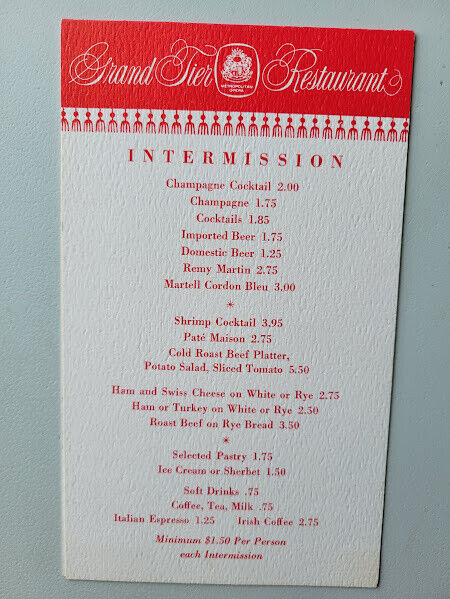 Grand Tier Restaurant
METROPOLITAN
OPERA
INTERMISSION
Champagne Cocktail 2.00
Champagne 1.75
Cocktails 1.85
Imported Beer 1.75
Domestic Beer 1.25
Remy Martin 2.75
Martell Cordon Bleu 3.00
*
Shrimp Cocktail 3.95
Paté Maison 2.75
Cold Roast Beef Platter,
Potato Salad, Sliced Tomato 5.50
Ham and Swiss Cheese on White or Rye 2.75
Ham or Turkey on White or Rye 2.50
Roast Beef on Rye Bread 3.50
*
Selected Pastry 1.75
Ice Cream or Sherbet 1.50
Soft Drinks .75
Coffee, Tea, Milk .75
Italian Espresso 1.25 Irish Coffee 2.75
Minimum $1.50 Per Person
each Intermission